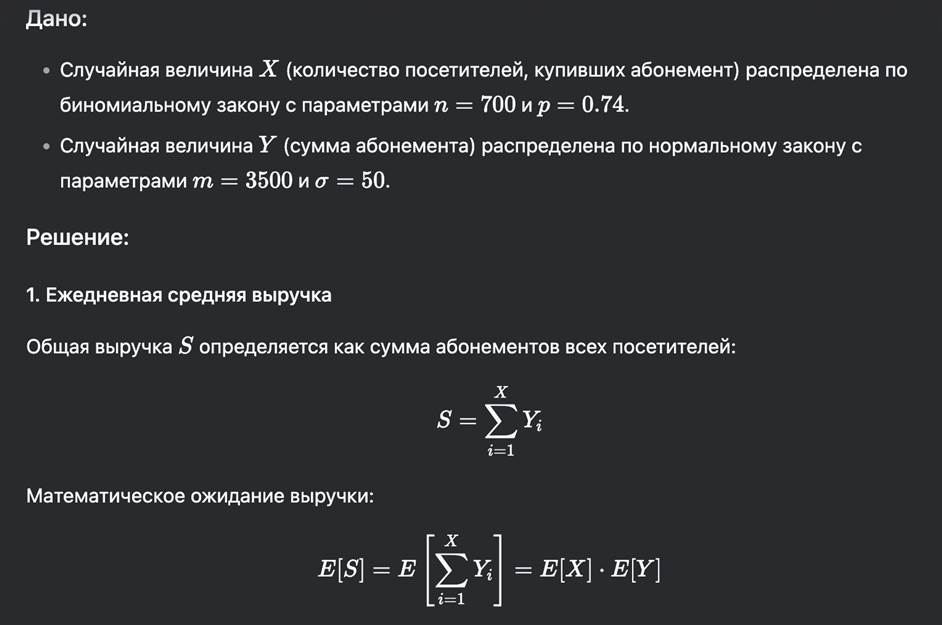 Дано:
• Случайная величина X (количество посетителей, купивших абонемент) распределена по
биномиальному закону с параметрами n = 700 и p = 0.74.
• Случайная величина Y (сумма абонемента) распределена по нормальному закону с
параметрами m = 3500 и σ = 50.
Решение:
1. Ежедневная средняя выручка
Общая выручка S определяется как сумма абонементов всех посетителей:
S = \sum_{i=1}^{X} Y_i
Математическое ожидание выручки:
E[S] = E\left[\sum_{i=1}^{X} Y_i\right] = E[X] · E[Y]